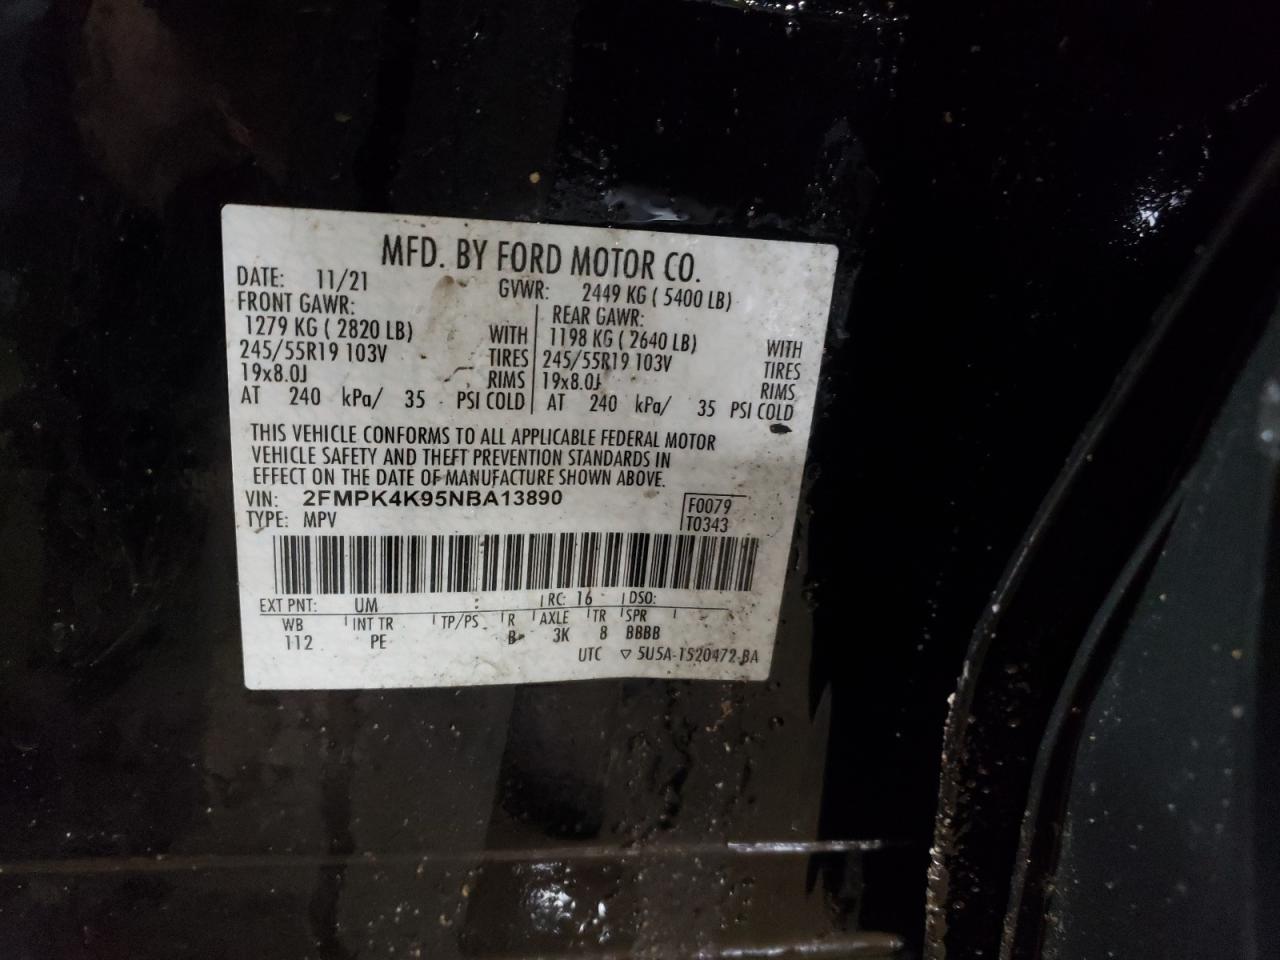 MFD. BY FORD MOTOR CO.
DATE: 11/21 GVWR: 2449 KG ( 5400 LB)
FRONT GAWR: REAR GAWR:
1279 KG ( 2820 LB) WITH 1198 KG ( 2640 LB) WITH
245/55R19 103V TIRES 245/55R19 103V TIRES
19x8.0J RIMS 19x8.0J RIMS
AT 240 kPa/ 35 PSI COLD AT 240 kPa/ 35 PSI COLD
THIS VEHICLE CONFORMS TO ALL APPLICABLE FEDERAL MOTOR
VEHICLE SAFETY AND THEFT PREVENTION STANDARDS IN
EFFECT ON THE DATE OF MANUFACTURE SHOWN ABOVE.
VIN: 2FMPK4K95NBA13890 F0079
TYPE: MPV T0343
EXT PNT: UM : RC: 16 DSO:
WB INT TR TP/PS R AXLE TR SPR
112 PE B 3K 8 BBBB
UTC ▽ 5U5A-1520472-BA